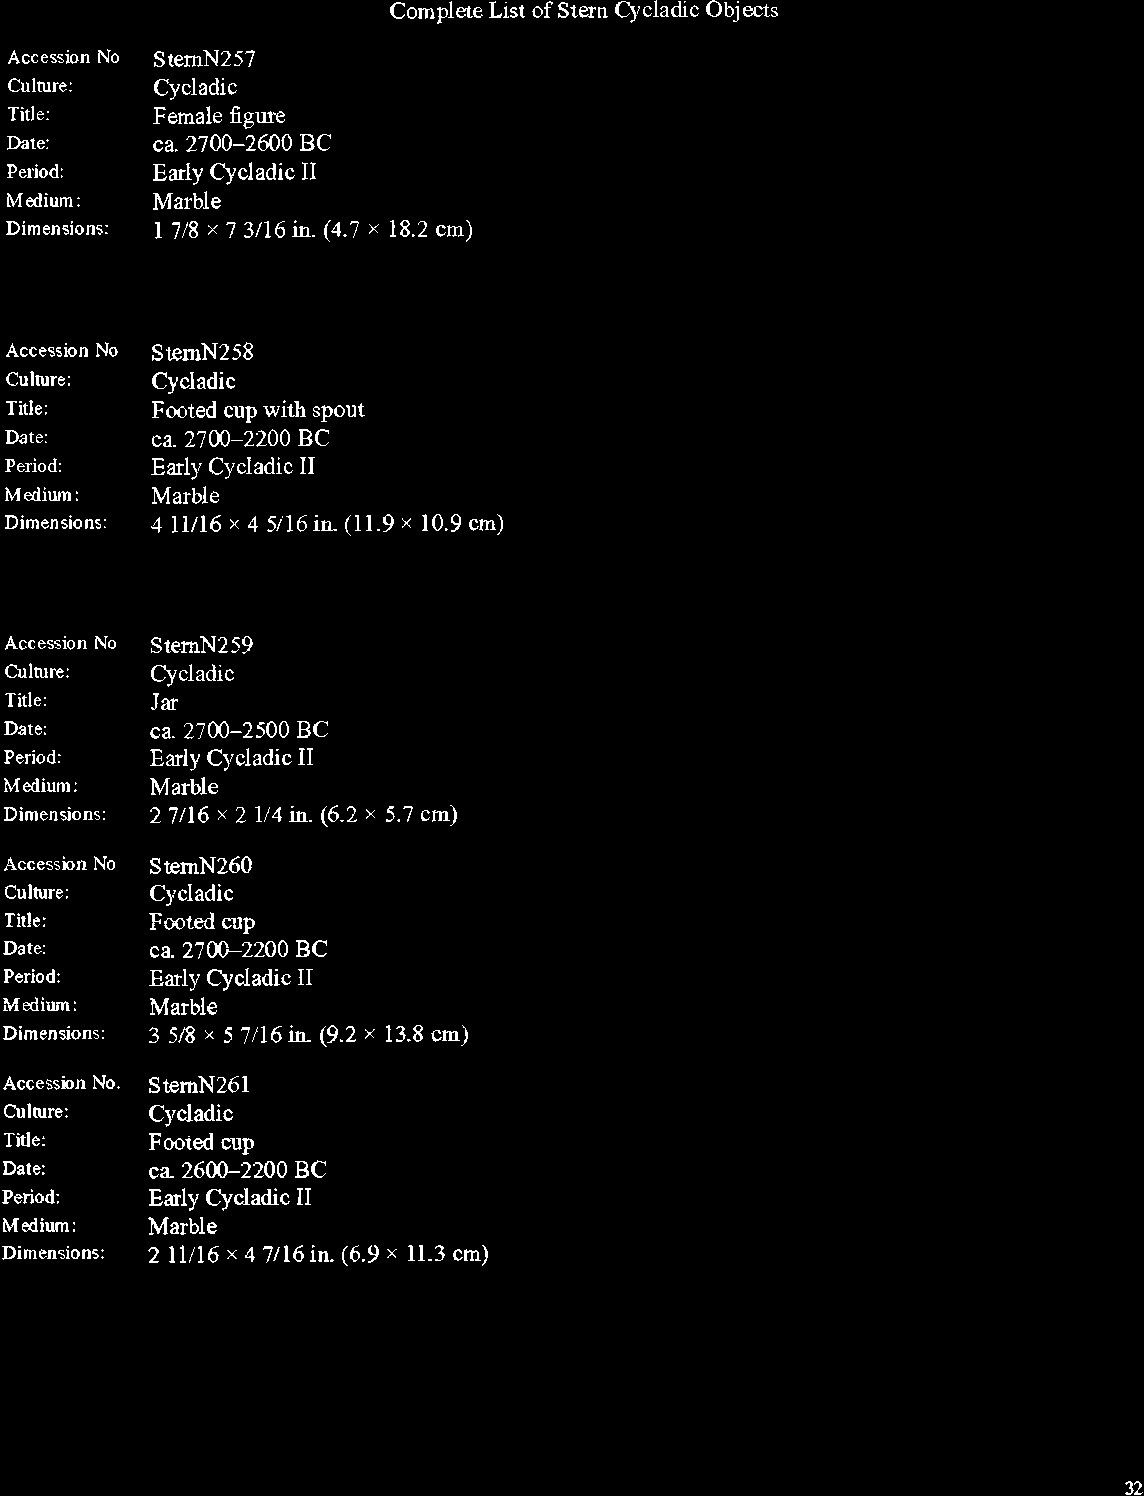 Complete List of Stern Cycladic Objects
Accession No SternN257
Culture: Cycladic
Title: Female figure
Date: ca. 2700–2600 BC
Period: Early Cycladic II
Medium: Marble
Dimensions: 1 7/8 × 7 3/16 in. (4.7 × 18.2 cm)
Accession No SternN258
Culture: Cycladic
Title: Footed cup with spout
Date: ca. 2700–2200 BC
Period: Early Cycladic II
Medium: Marble
Dimensions: 4 11/16 × 4 5/16 in. (11.9 × 10.9 cm)
Accession No SternN259
Culture: Cycladic
Title: Jar
Date: ca. 2700–2500 BC
Period: Early Cycladic II
Medium: Marble
Dimensions: 2 7/16 × 2 1/4 in. (6.2 × 5.7 cm)
Accession No SternN260
Culture: Cycladic
Title: Footed cup
Date: ca. 2700–2200 BC
Period: Early Cycladic II
Medium: Marble
Dimensions: 3 5/8 × 5 7/16 in. (9.2 × 13.8 cm)
Accession No. SternN261
Culture: Cycladic
Title: Footed cup
Date: ca. 2600–2200 BC
Period: Early Cycladic II
Medium: Marble
Dimensions: 2 11/16 × 4 7/16 in. (6.9 × 11.3 cm)
32